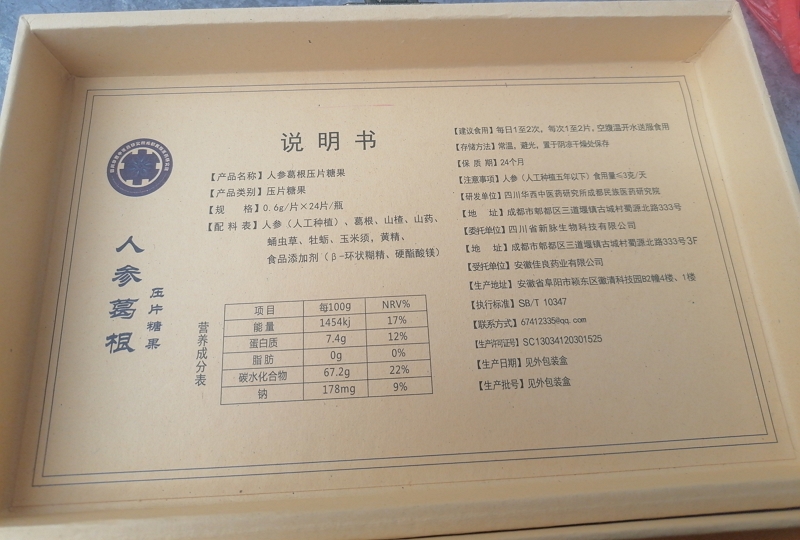 说明书
【产品名称】人参葛根压片糖果
【产品类别】压片糖果
【规 格】0.6g/片×24片/瓶
【配 料 表】人参（人工种植）、葛根、山楂、山药、
蛹虫草、牡蛎、玉米须，黄精、
食品添加剂（β-环状糊精、硬酯酸镁）
人参葛根
压片糖果
营养成分表
项目 每100g NRV%
能量 1454kj 17%
蛋白质 7.4g 12%
脂肪 0g 0%
碳水化合物 67.2g 22%
钠 178mg 9%
【建议食用】每日1至2次，每次1至2片，空腹温开水送服食用
【存储方法】常温，避光，置于阴凉干燥处保存
【保 质 期】24个月
【注意事项】人参（人工种植五年以下）食用量≤3克/天
【研发单位】四川华西中医药研究所成都民族医药研究院
【地 址】成都市郫都区三道堰镇古城村蜀源北路333号
【委托单位】四川省新脉生物科技有限公司
【地 址】成都市郫都区三道堰镇古城村蜀源北路333号3F
【受托单位】安徽佳良药业有限公司
【生产地址】安徽省阜阳市颍东区徽清科技园B2幢4楼、1楼
【执行标准】SB/T 10347
【联系方式】67412335@qq.com
【生产许可证号】SC13034120301525
【生产日期】见外包装盒
【生产批号】见外包装盒